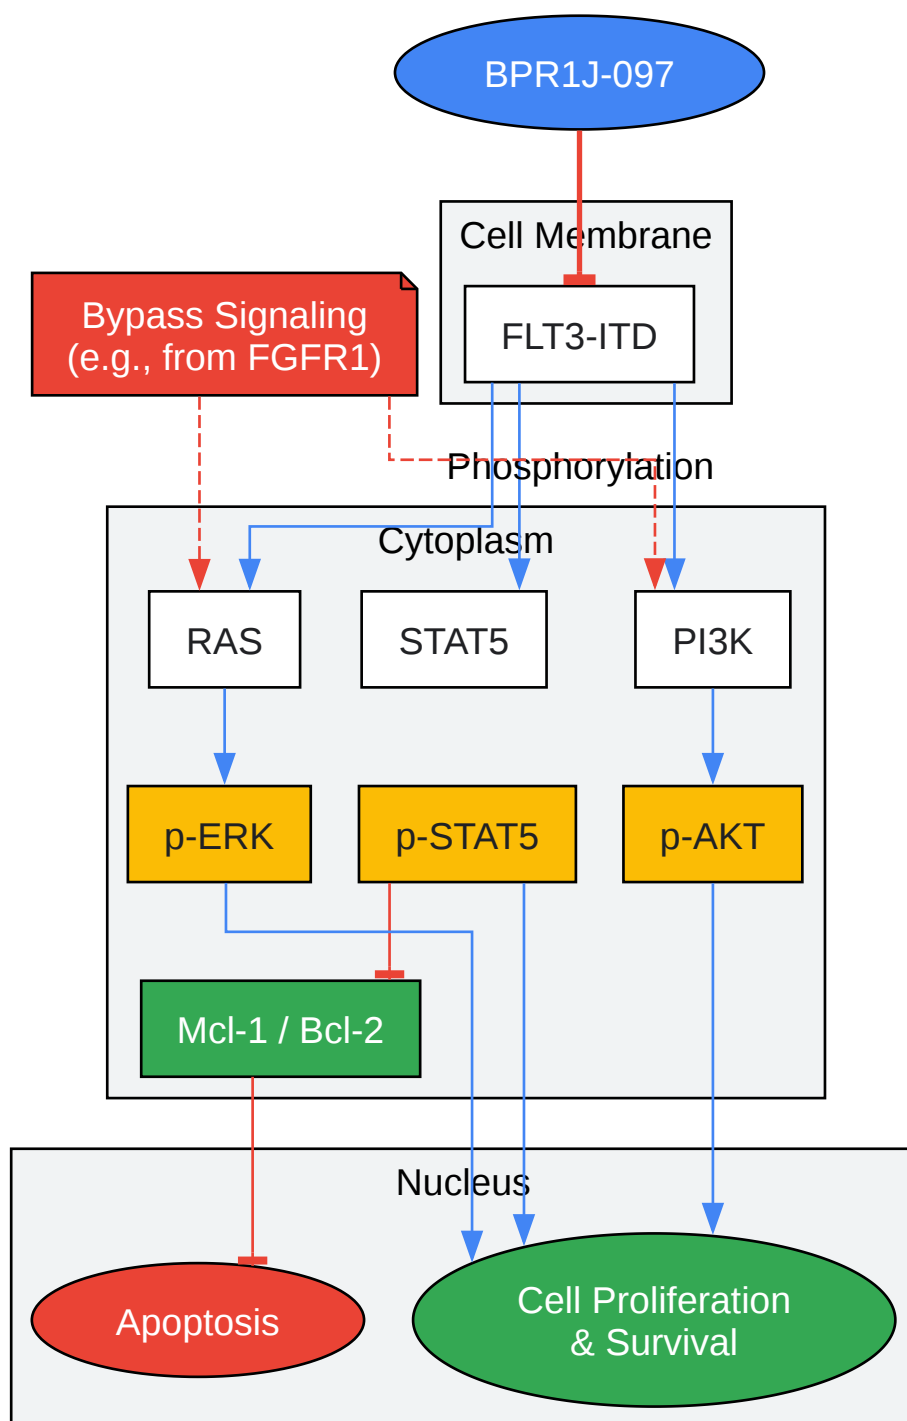 BPR1J-097
Cell Membrane
Bypass Signaling
(e.g., from FGFR1)
FLT3-ITD
Phosphorylation
Cytoplasm
RAS
STAT5
PI3K
p-ERK
p-STAT5
p-AKT
Mcl-1 / Bcl-2
Nucleus
Apoptosis
Cell Proliferation
& Survival